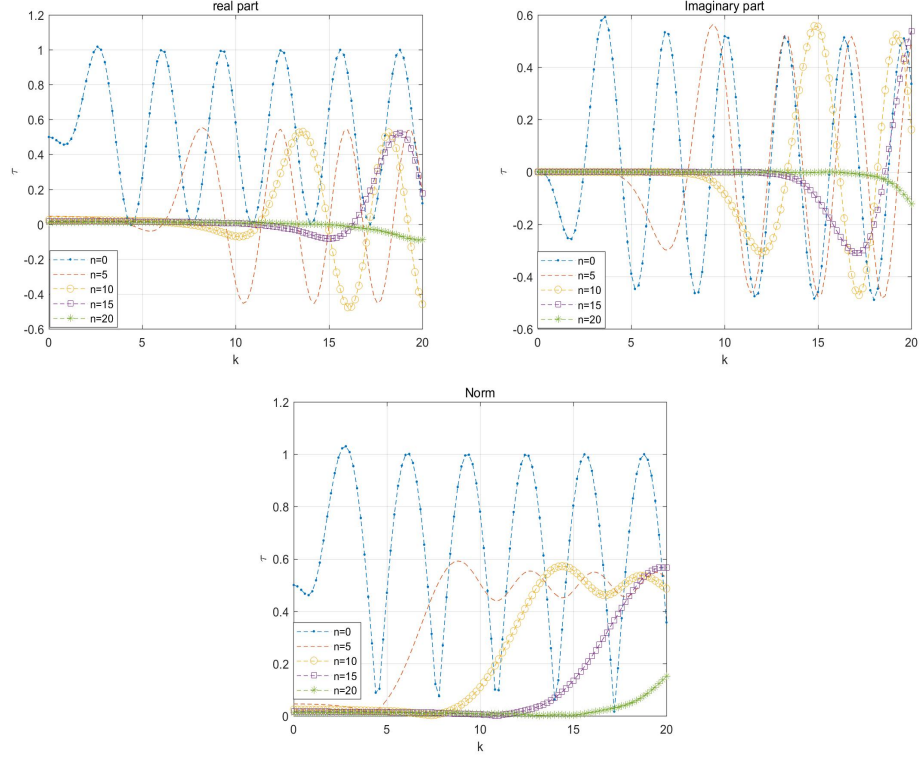 real part
1.2
1
0.8
0.6
0.4
0.2
0
-0.2
-0.4
-0.6
τ
n=0
n=5
n=10
n=15
n=20
0 5 10 15 20
k
Imaginary part
0.6
0.4
0.2
0
-0.2
-0.4
-0.6
τ
n=0
n=5
n=10
n=15
n=20
0 5 10 15 20
k
Norm
1.2
1
0.8
0.6
0.4
0.2
0
τ
n=0
n=5
n=10
n=15
n=20
0 5 10 15 20
k